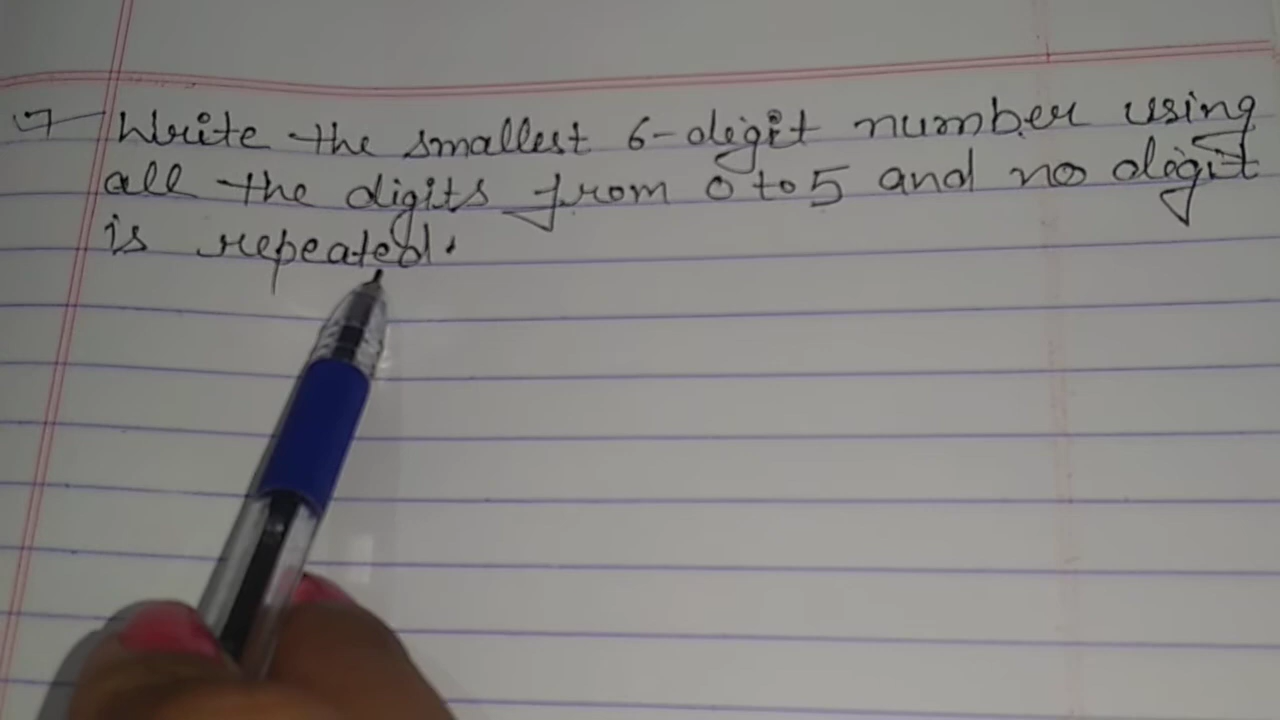 7 Write the smallest 6-digit number using
all the digits from 0 to 5 and no digit
is repeated.